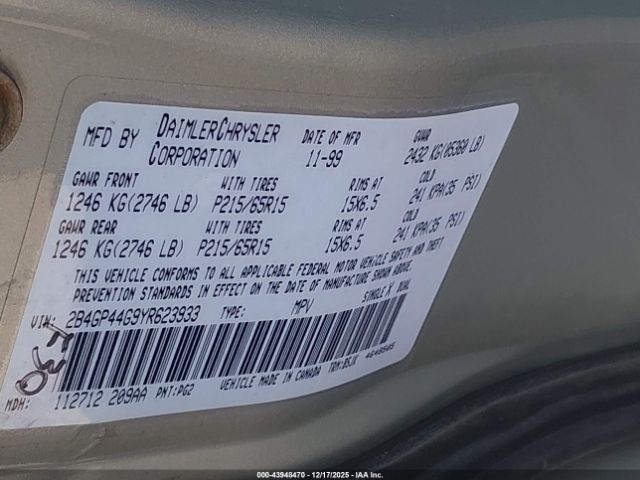 MFD BY DAIMLERCHRYSLER CORPORATION DATE OF MFR 11-99 GVWR 2432 KG(05360 LB)
GAWR FRONT WITH TIRES RIMS AT COLD
1246 KG(2746 LB) P215/65R15 15X6.5 241 KPA(35 PSI)
GAWR REAR WITH TIRES RIMS AT COLD
1246 KG(2746 LB) P215/65R15 15X6.5 241 KPA(35 PSI)
THIS VEHICLE CONFORMS TO ALL APPLICABLE FEDERAL MOTOR VEHICLE SAFETY AND THEFT
PREVENTION STANDARDS IN EFFECT ON THE DATE OF MANUFACTURE SHOWN ABOVE.
VIN: 2B4GP44G9YR623933 TYPE: MPV SINGLE-X DUAL
MDH: 112712 209AA PNT:PG2 VEHICLE MADE IN CANADA 4648505
000-43948470 • 12/17/2025 • IAA Inc.